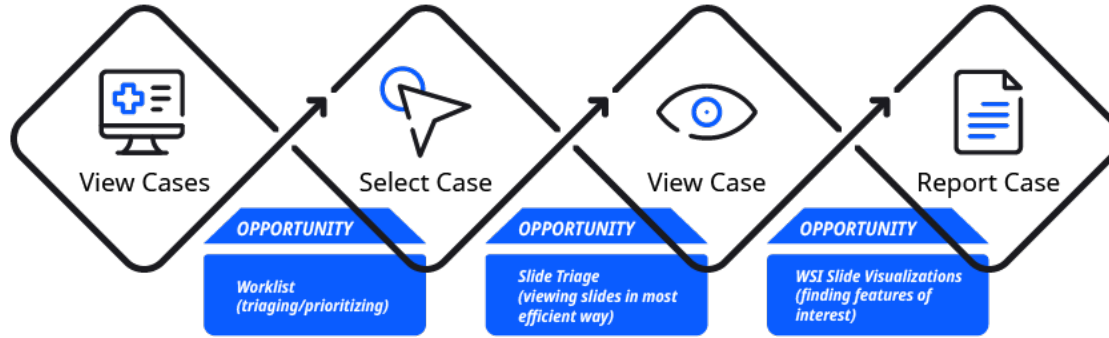 View Cases
Select Case
View Case
Report Case
OPPORTUNITY
OPPORTUNITY
OPPORTUNITY
Worklist
(triaging/prioritizing)
Slide Triage
(viewing slides in most
efficient way)
WSI Slide Visualizations
(finding features of
interest)